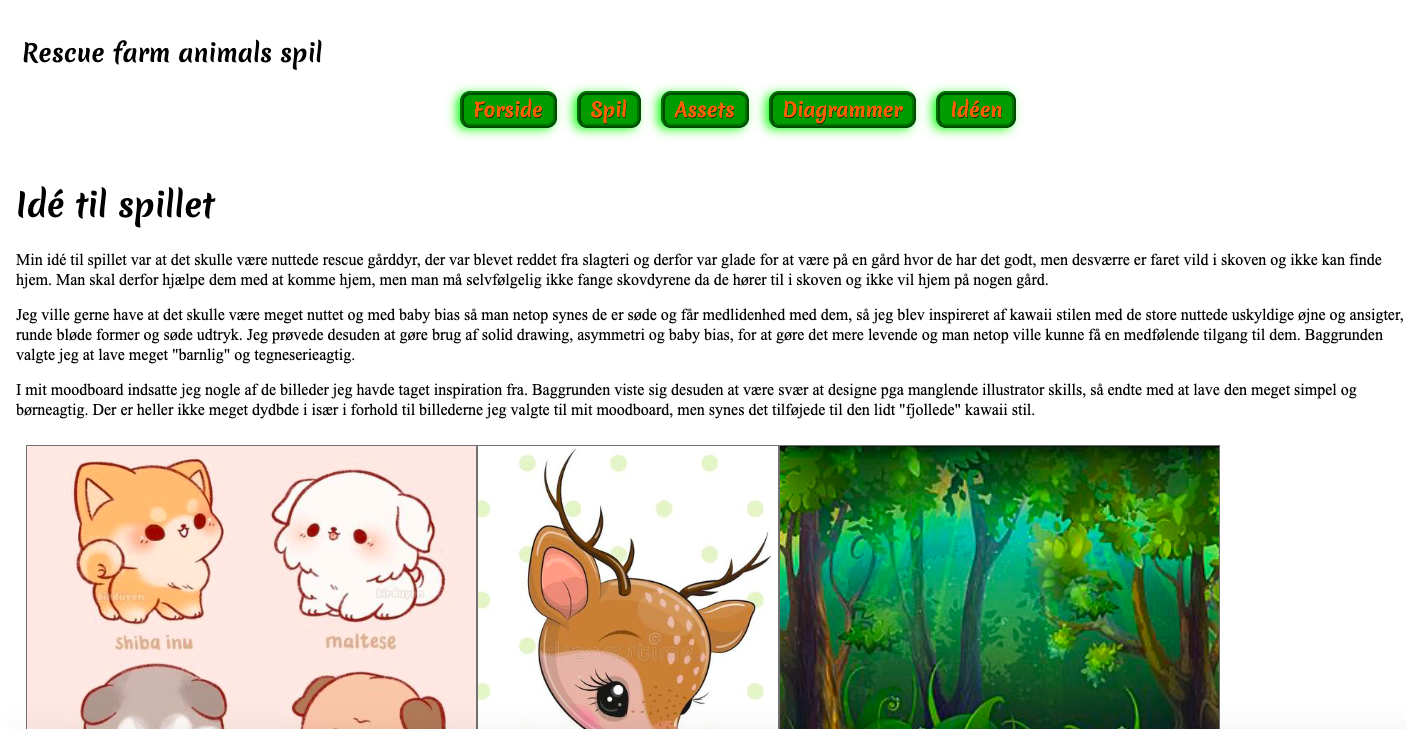 Rescue farm animals spil
Forside Spil Assets Diagrammer Idéen
Idé til spillet
Min idé til spillet var at det skulle være nuttede rescue gårddyr, der var blevet reddet fra slagteri og derfor var glade for at være på en gård hvor de har det godt, men desværre er faret vild i skoven og ikke kan finde
hjem. Man skal derfor hjælpe dem med at komme hjem, men man må selvfølgelig ikke fange skovdyrene da de hører til i skoven og ikke vil hjem på nogen gård.
Jeg ville gerne have at det skulle være meget nuttet og med baby bias så man netop synes de er søde og får medlidenhed med dem, så jeg blev inspireret af kawaii stilen med de store nuttede uskyldige øjne og ansigter,
runde bløde former og søde udtryk. Jeg prøvede desuden at gøre brug af solid drawing, asymmetri og baby bias, for at gøre det mere levende og man netop ville kunne få en medfølende tilgang til dem. Baggrunden
valgte jeg at lave meget "barnlig" og tegneserieagtig.
I mit moodboard indsatte jeg nogle af de billeder jeg havde taget inspiration fra. Baggrunden viste sig desuden at være svær at designe pga manglende illustrator skills, så endte med at lave den meget simpel og
børneagtig. Der er heller ikke meget dydbde i især i forhold til billederne jeg valgte til mit moodboard, men synes det tilføjede til den lidt "fjollede" kawaii stil.
birduyen birduyen
dreamstime
shiba inu maltese